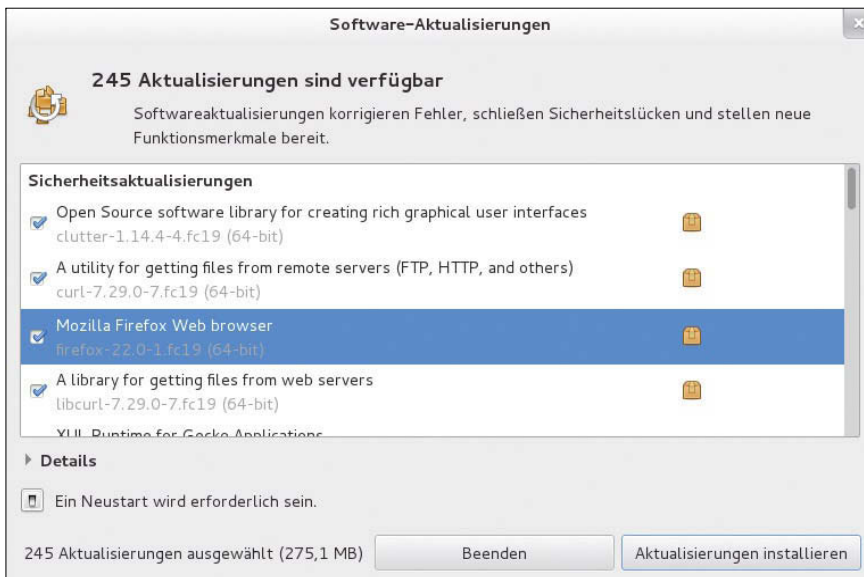 Software-Aktualisierungen
245 Aktualisierungen sind verfügbar
Softwareaktualisierungen korrigieren Fehler, schließen Sicherheitslücken und stellen neue
Funktionsmerkmale bereit.
Sicherheitsaktualisierungen
Open Source software library for creating rich graphical user interfaces
clutter-1.14.4-4.fc19 (64-bit)
A utility for getting files from remote servers (FTP, HTTP, and others)
curl-7.29.0-7.fc19 (64-bit)
Mozilla Firefox Web browser
firefox-22.0-1.fc19 (64-bit)
A library for getting files from web servers
libcurl-7.29.0-7.fc19 (64-bit)
XUL Runtime for Gecko Applications
Details
Ein Neustart wird erforderlich sein.
245 Aktualisierungen ausgewählt (275,1 MB)
Beenden
Aktualisierungen installieren